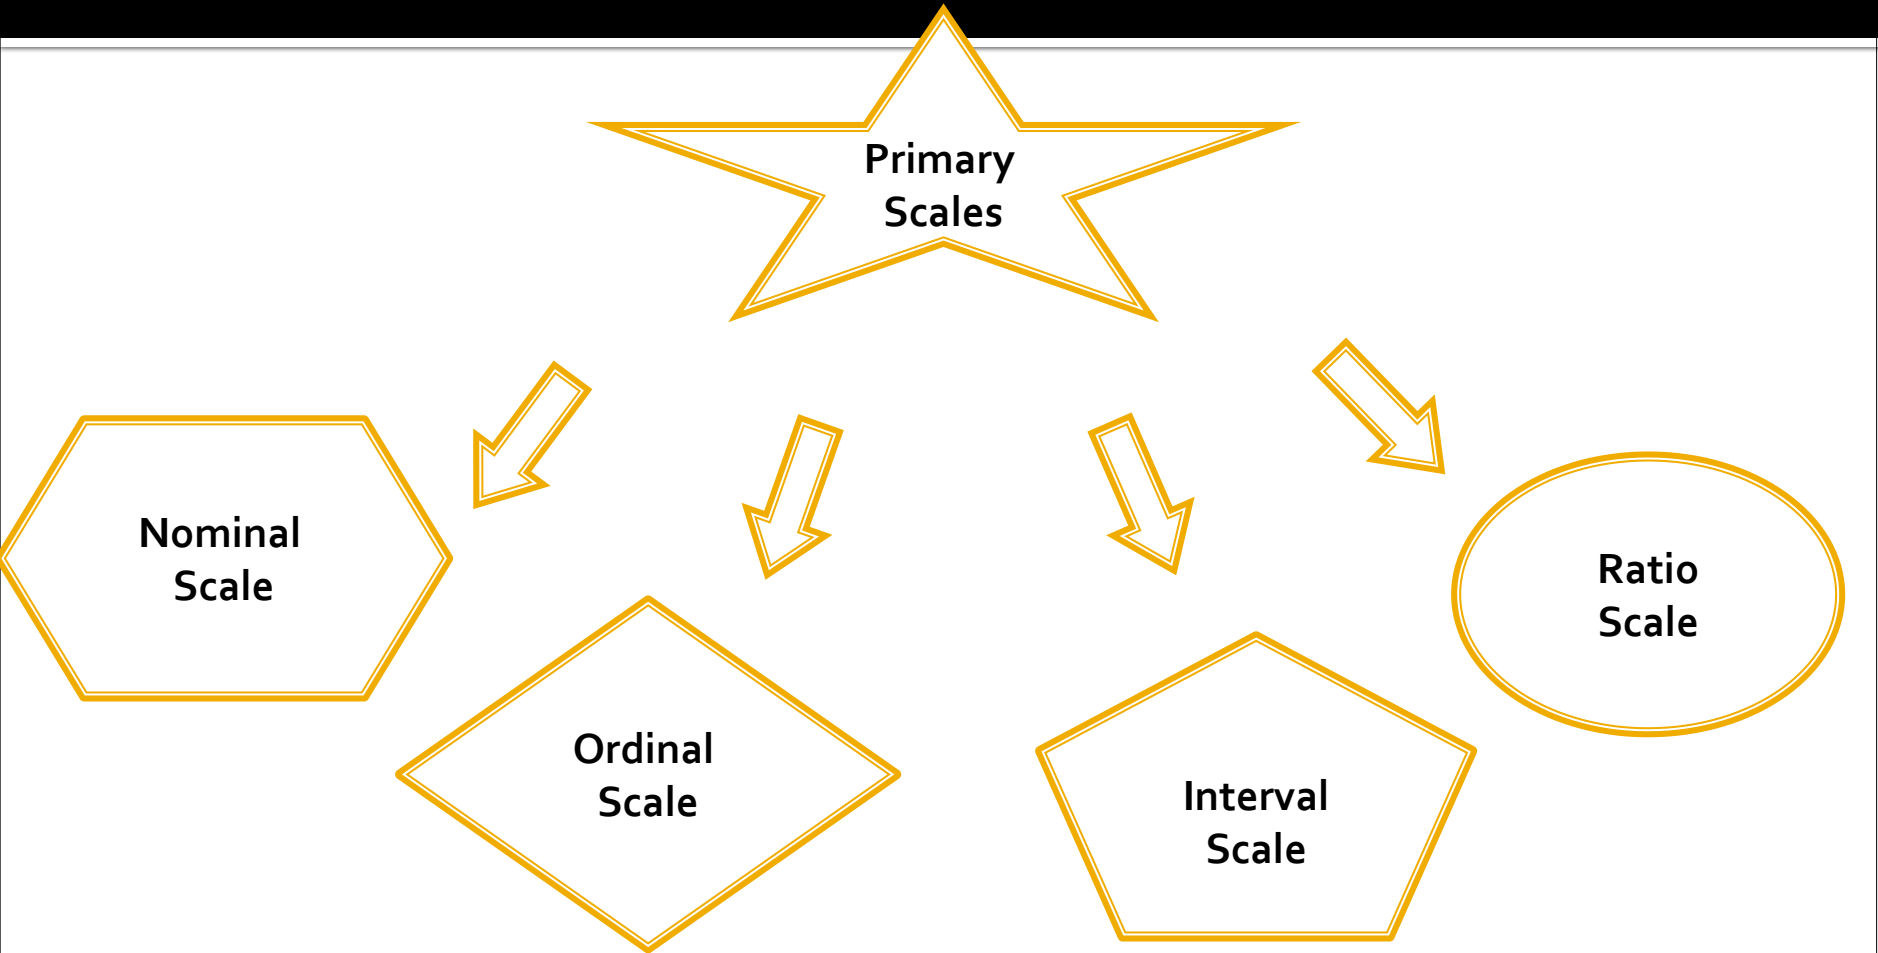 Primary
Scales
Nominal
Scale
Ordinal
Scale
Interval
Scale
Ratio
Scale